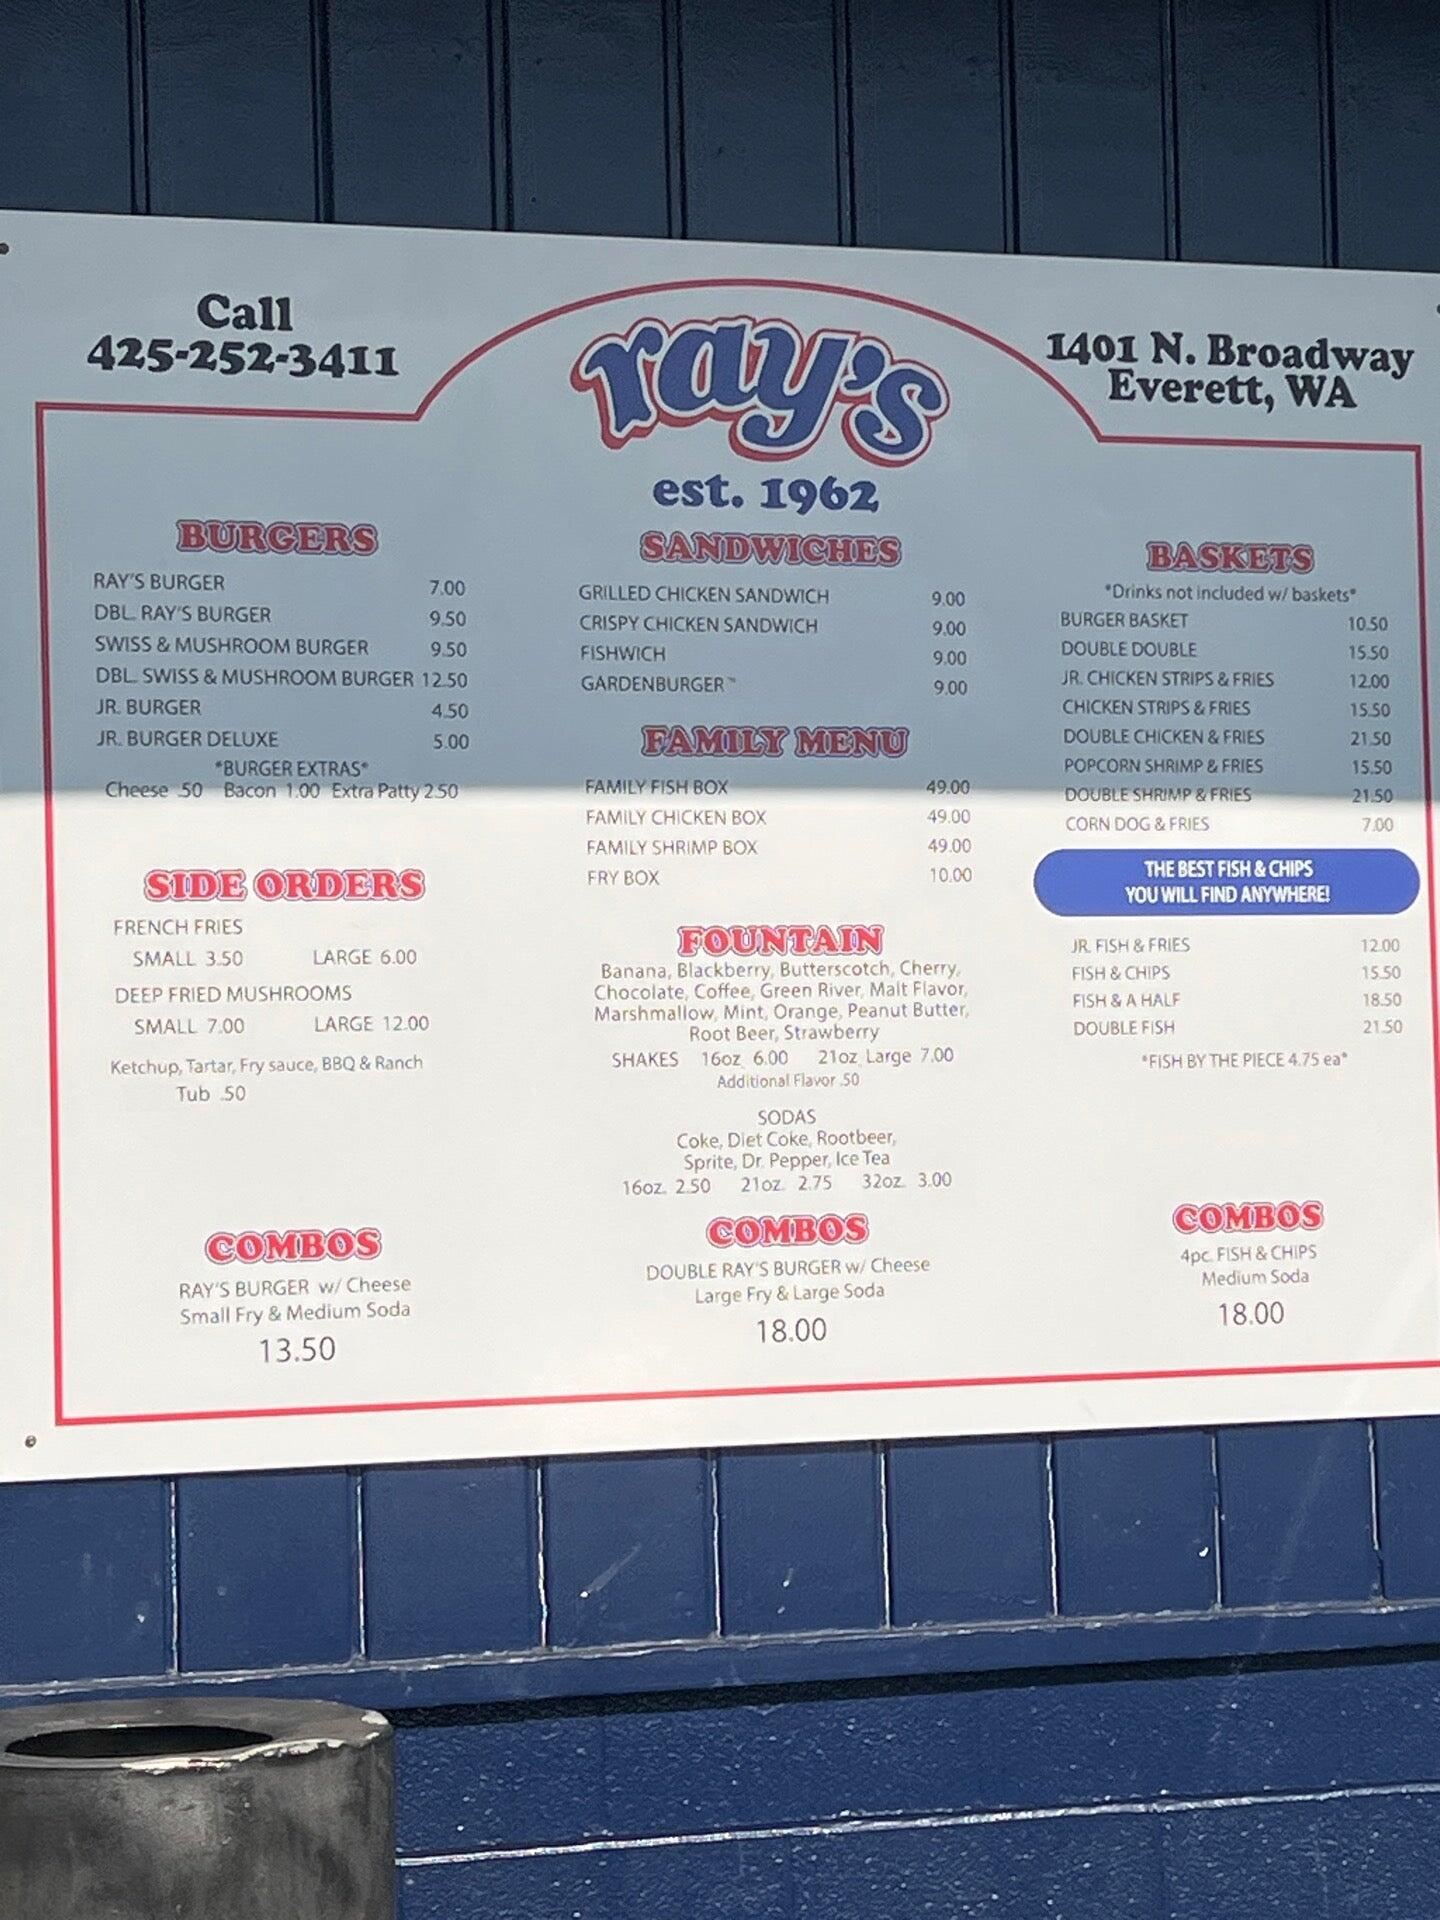 Call
425-252-3411
ray's
est. 1962
1401 N. Broadway
Everett, WA
BURGERS
RAY'S BURGER 7.00
DBL. RAY'S BURGER 9.50
SWISS & MUSHROOM BURGER 9.50
DBL. SWISS & MUSHROOM BURGER 12.50
JR. BURGER 4.50
JR. BURGER DELUXE 5.00
*BURGER EXTRAS*
Cheese .50 Bacon 1.00 Extra Patty 2.50
SIDE ORDERS
FRENCH FRIES
SMALL 3.50 LARGE 6.00
DEEP FRIED MUSHROOMS
SMALL 7.00 LARGE 12.00
Ketchup, Tartar, Fry sauce, BBQ & Ranch
Tub .50
COMBOS
RAY'S BURGER w/ Cheese
Small Fry & Medium Soda
13.50
SANDWICHES
GRILLED CHICKEN SANDWICH 9.00
CRISPY CHICKEN SANDWICH 9.00
FISHWICH 9.00
GARDENBURGER™ 9.00
FAMILY MENU
FAMILY FISH BOX 49.00
FAMILY CHICKEN BOX 49.00
FAMILY SHRIMP BOX 49.00
FRY BOX 10.00
FOUNTAIN
Banana, Blackberry, Butterscotch, Cherry,
Chocolate, Coffee, Green River, Malt Flavor,
Marshmallow, Mint, Orange, Peanut Butter,
Root Beer, Strawberry
SHAKES 16oz. 6.00 21oz. Large 7.00
Additional Flavor .50
SODAS
Coke, Diet Coke, Rootbeer,
Sprite, Dr. Pepper, Ice Tea
16oz. 2.50 21oz. 2.75 32oz. 3.00
COMBOS
DOUBLE RAY'S BURGER w/ Cheese
Large Fry & Large Soda
18.00
BASKETS
*Drinks not included w/ baskets*
BURGER BASKET 10.50
DOUBLE DOUBLE 15.50
JR. CHICKEN STRIPS & FRIES 12.00
CHICKEN STRIPS & FRIES 15.50
DOUBLE CHICKEN & FRIES 21.50
POPCORN SHRIMP & FRIES 15.50
DOUBLE SHRIMP & FRIES 21.50
CORN DOG & FRIES 7.00
THE BEST FISH & CHIPS
YOU WILL FIND ANYWHERE!
JR. FISH & FRIES 12.00
FISH & CHIPS 15.50
FISH & A HALF 18.50
DOUBLE FISH 21.50
*FISH BY THE PIECE 4.75 ea*
COMBOS
4pc. FISH & CHIPS
Medium Soda
18.00